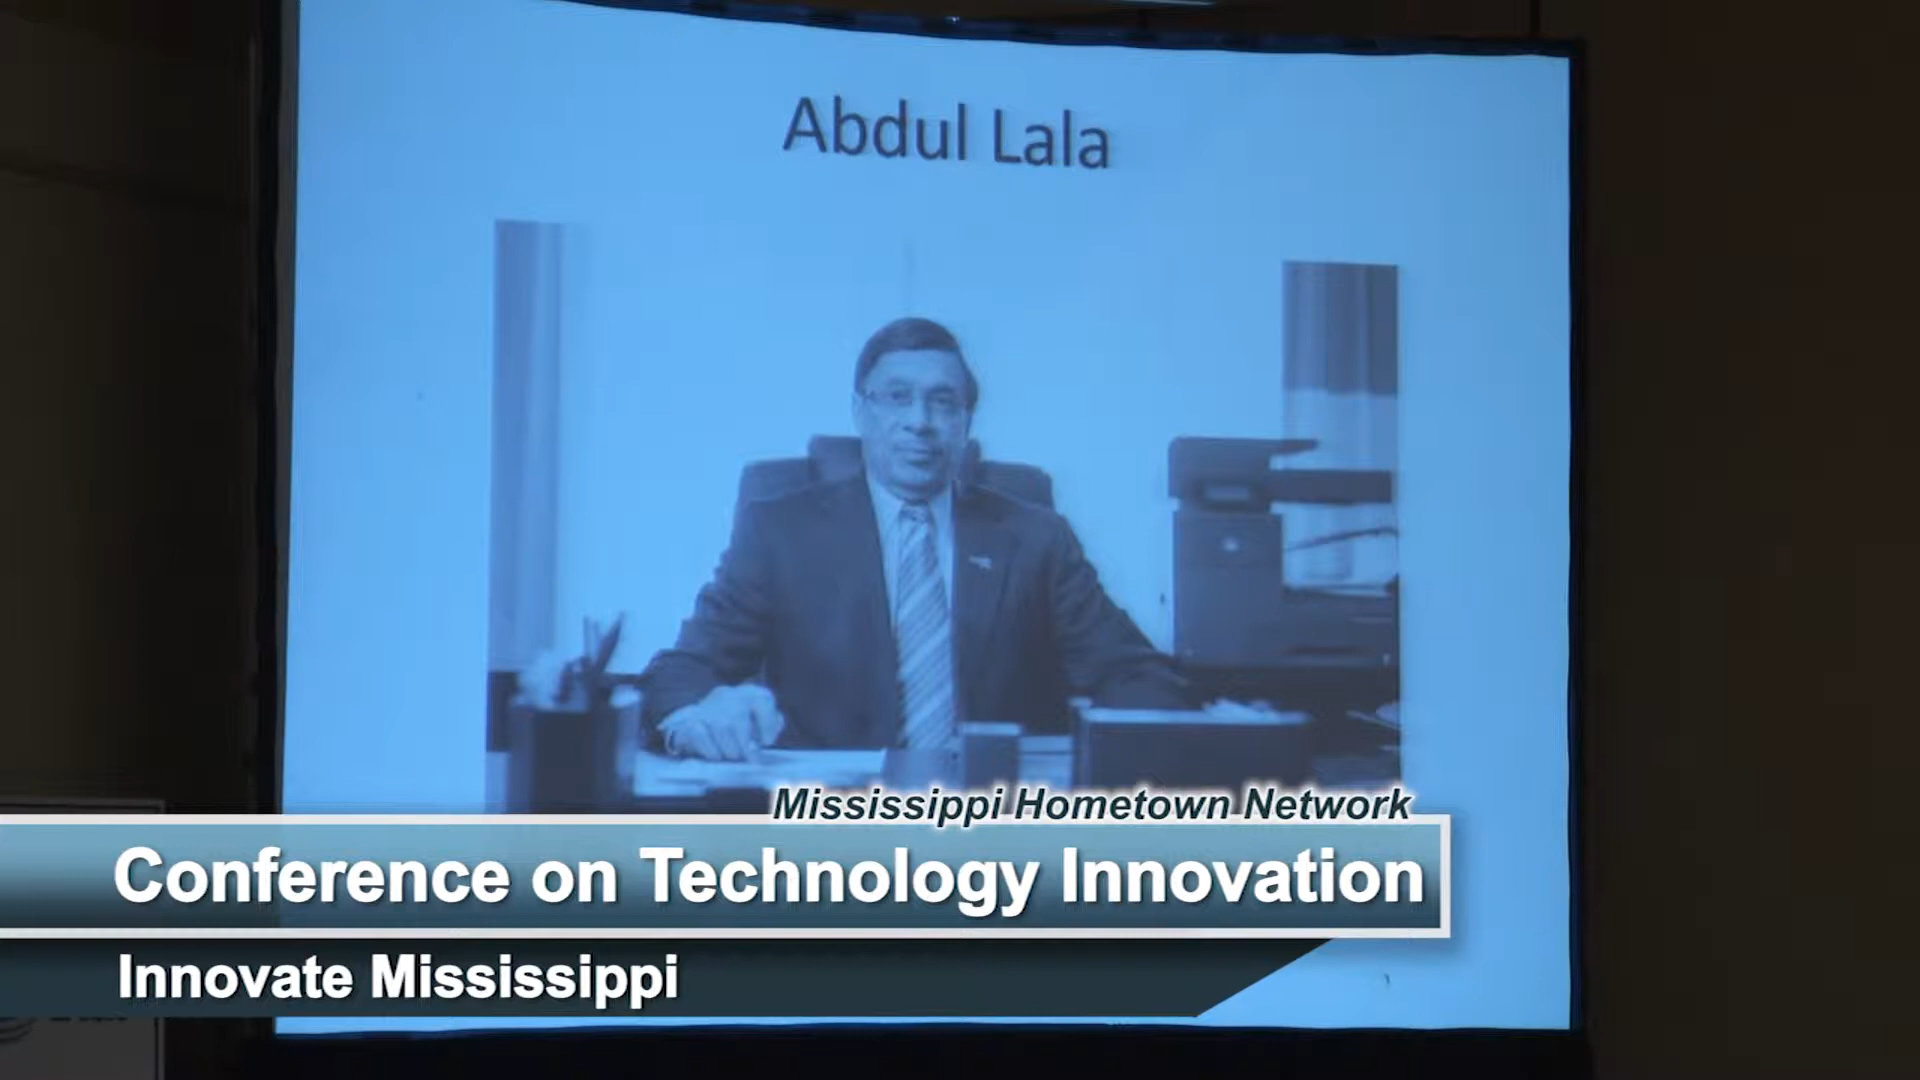 Abdul Lala
Mississippi Hometown Network
Conference on Technology Innovation
Innovate Mississippi